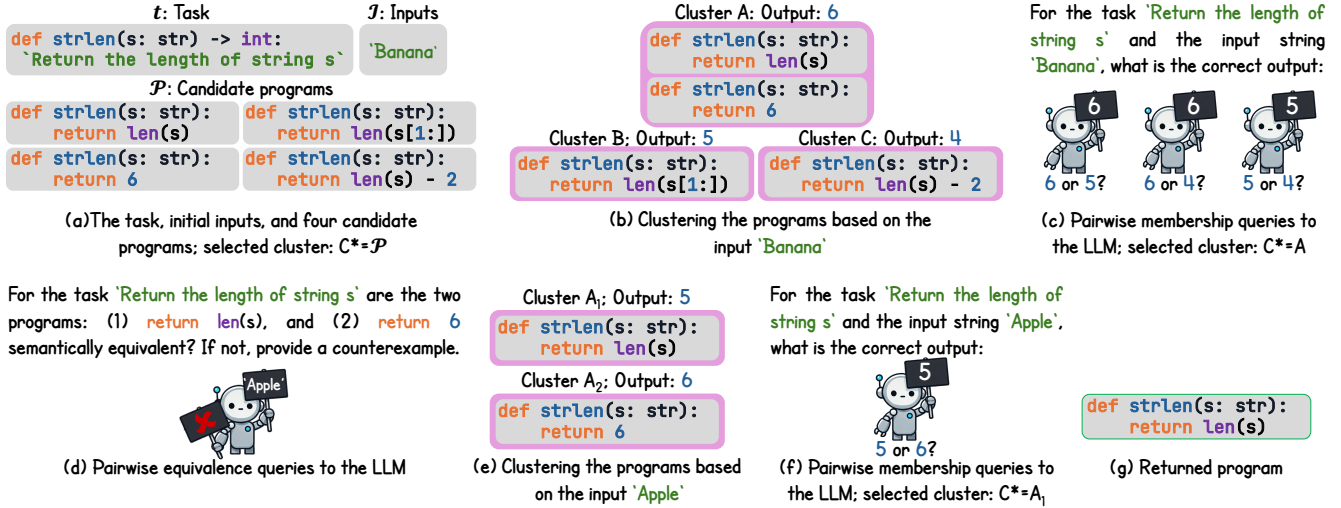 t: Task
I: Inputs
def strlen(s: str) -> int:
`Return the length of string s`
`Banana`
P: Candidate programs
def strlen(s: str):
return len(s)
def strlen(s: str):
return len(s[1:])
def strlen(s: str):
return 6
def strlen(s: str):
return len(s) - 2
(a)The task, initial inputs, and four candidate
programs; selected cluster: C*=P
Cluster A: Output: 6
def strlen(s: str):
return len(s)
def strlen(s: str):
return 6
Cluster B; Output: 5
def strlen(s: str):
return len(s[1:])
Cluster C: Output: 4
def strlen(s: str):
return len(s) - 2
(b) Clustering the programs based on the
input `Banana`
For the task `Return the length of
string s` and the input string
`Banana`, what is the correct output:
6
6
5
6 or 5?
6 or 4?
5 or 4?
(c) Pairwise membership queries to
the LLM; selected cluster: C*=A
For the task `Return the length of string s` are the two
programs: (1) return len(s), and (2) return 6
semantically equivalent? If not, provide a counterexample.
`Apple`
(d) Pairwise equivalence queries to the LLM
Cluster A1; Output: 5
def strlen(s: str):
return len(s)
Cluster A2; Output: 6
def strlen(s: str):
return 6
(e) Clustering the programs based
on the input `Apple`
For the task `Return the length of
string s` and the input string `Apple`,
what is the correct output:
5
5 or 6?
(f) Pairwise membership queries to
the LLM; selected cluster: C*=A1
def strlen(s: str):
return len(s)
(g) Returned program